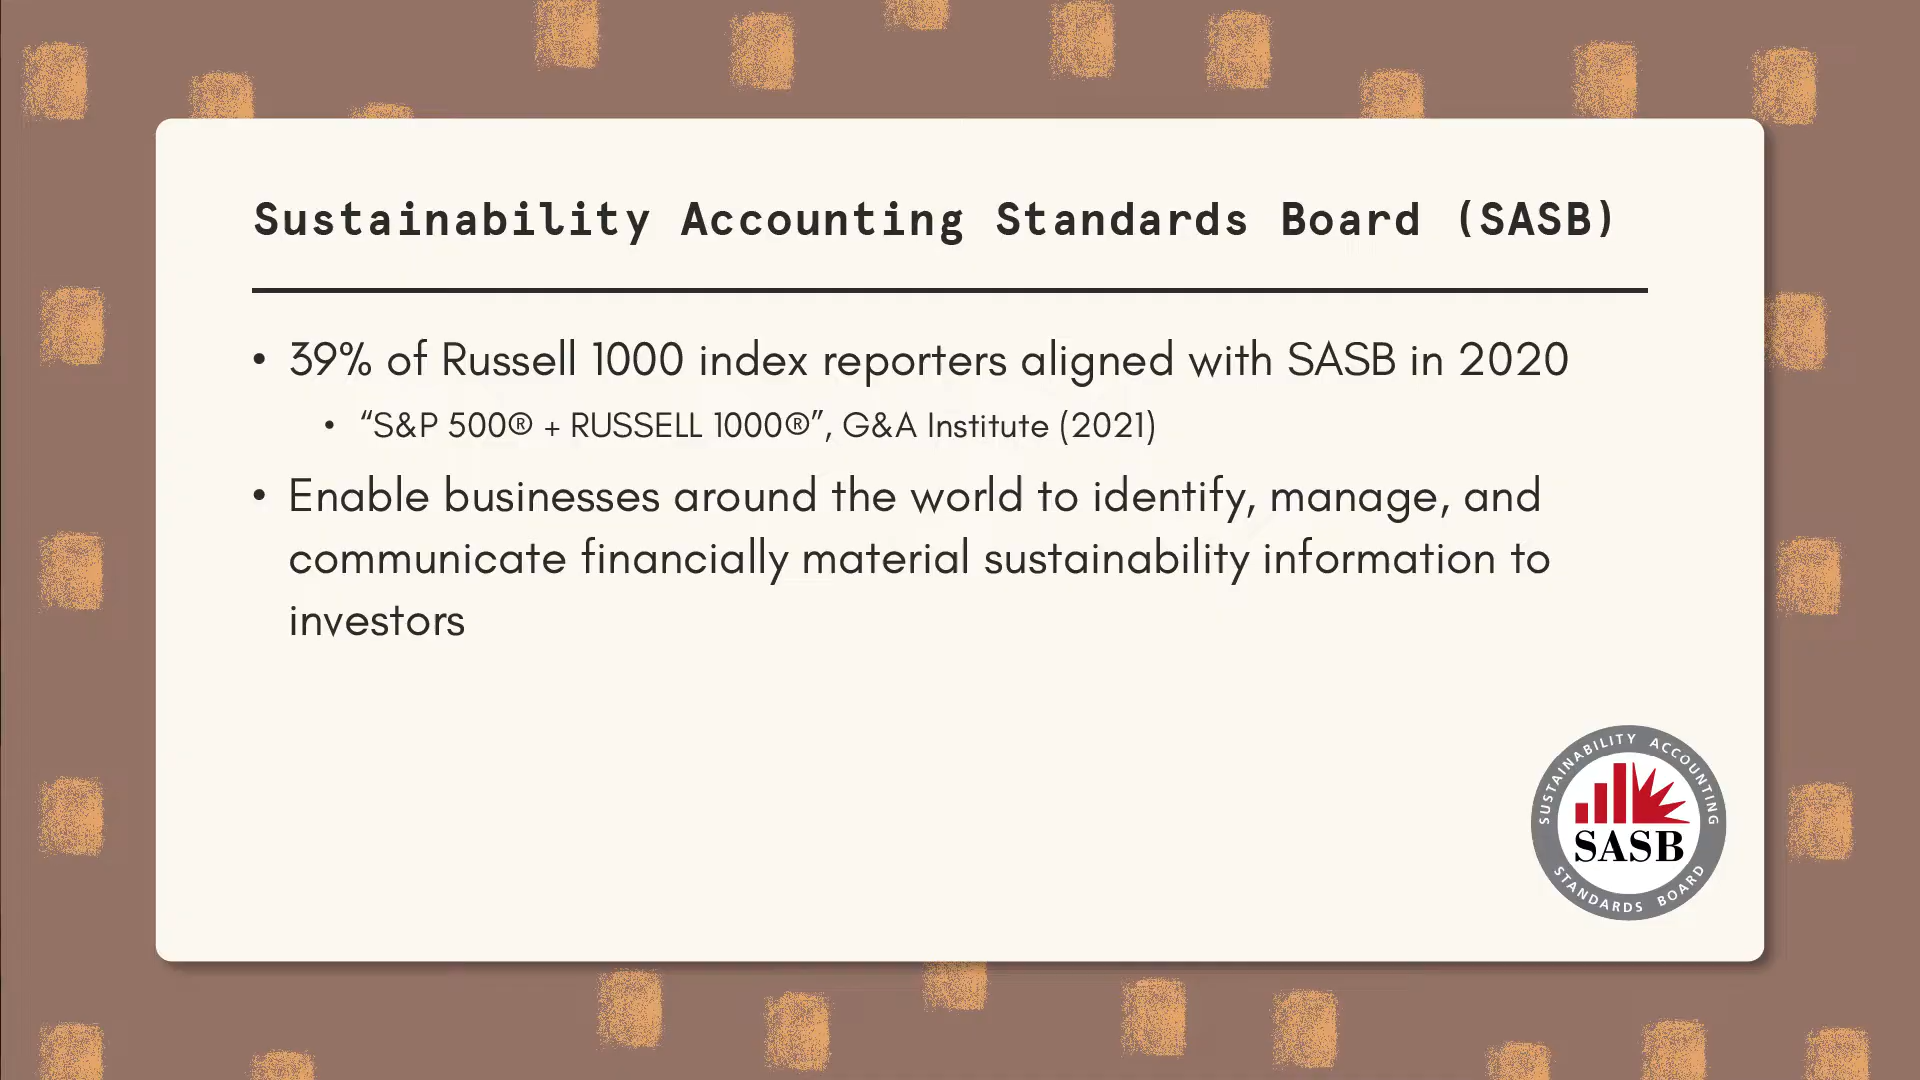 Sustainability Accounting Standards Board (SASB)
• 39% of Russell 1000 index reporters aligned with SASB in 2020
• “S&P 500® + RUSSELL 1000®”, G&A Institute (2021)
• Enable businesses around the world to identify, manage, and
communicate financially material sustainability information to
investors
SUSTAINABILITY ACCOUNTING
SASB
STANDARDS BOARD